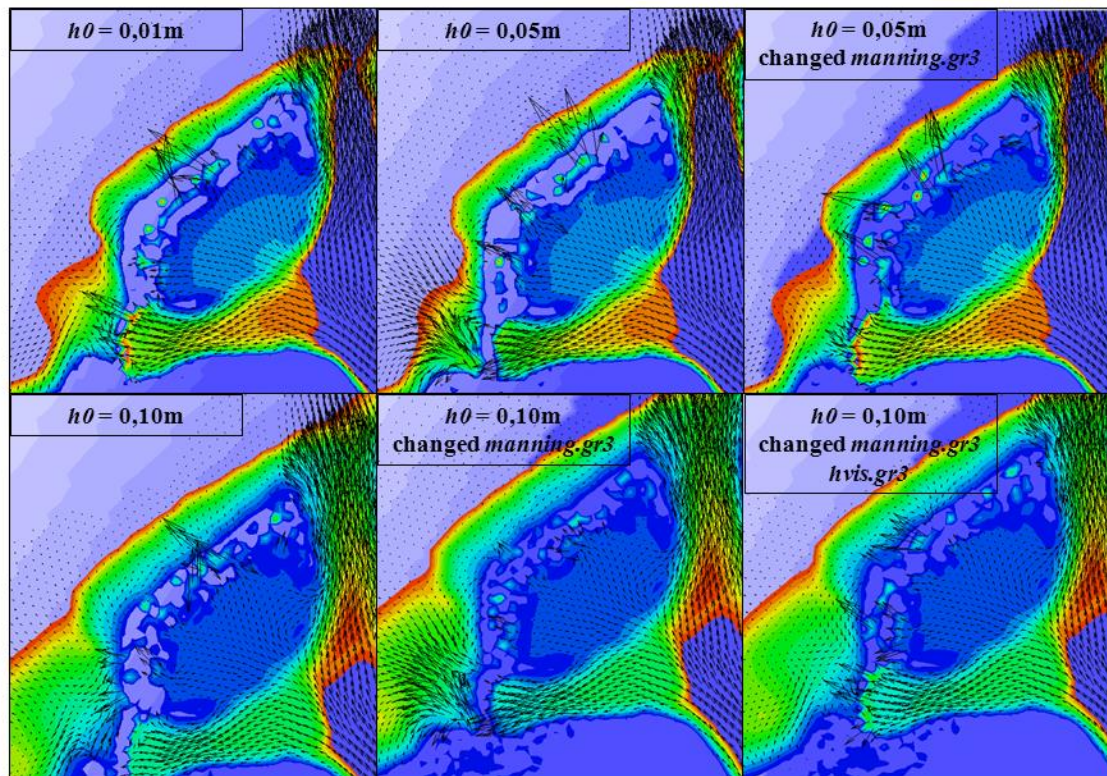 h0 = 0,01m
h0 = 0,05m
h0 = 0,05m
changed manning.gr3
h0 = 0,10m
h0 = 0,10m
changed manning.gr3
h0 = 0,10m
changed manning.gr3
hvis.gr3